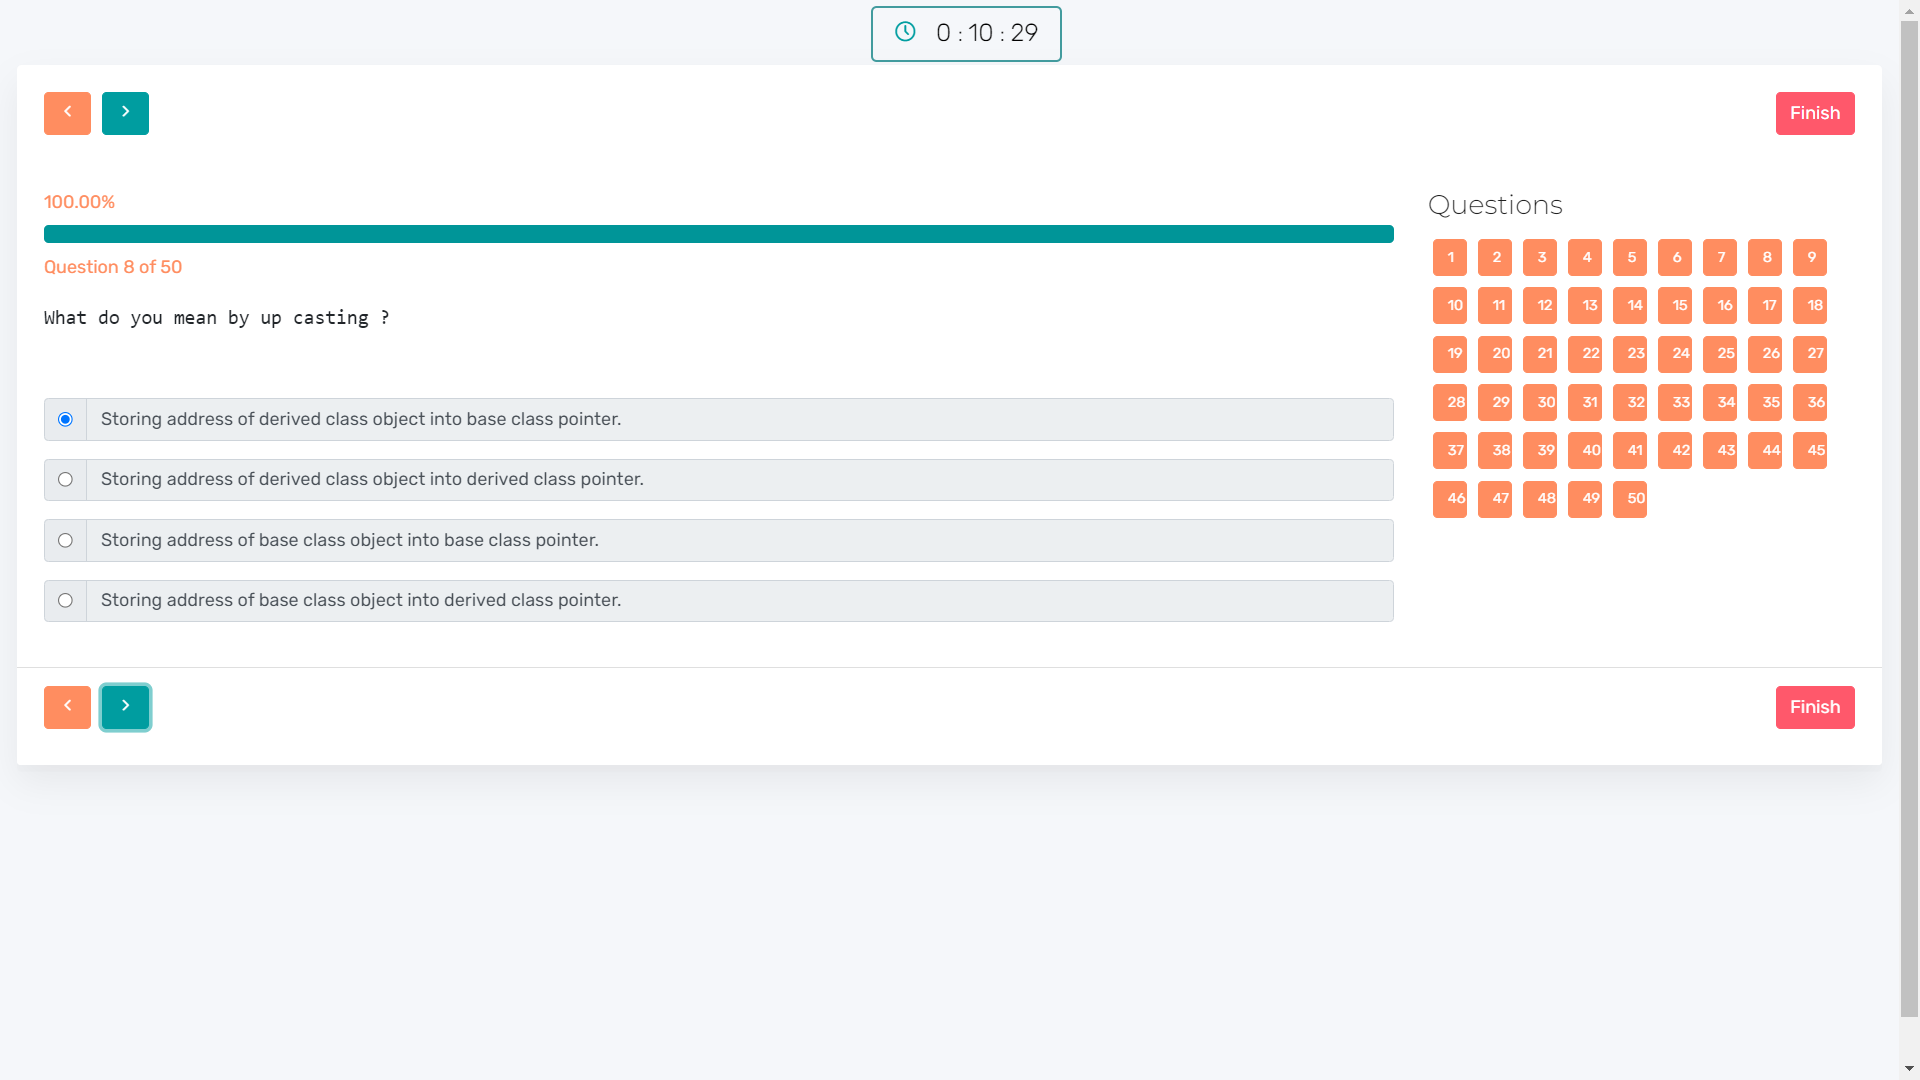 0 : 10 : 29
Finish
100.00%
Question 8 of 50
What do you mean by up casting ?
Storing address of derived class object into base class pointer.
Storing address of derived class object into derived class pointer.
Storing address of base class object into base class pointer.
Storing address of base class object into derived class pointer.
Questions
1 2 3 4 5 6 7 8 9
10 11 12 13 14 15 16 17 18
19 20 21 22 23 24 25 26 27
28 29 30 31 32 33 34 35 36
37 38 39 40 41 42 43 44 45
46 47 48 49 50
Finish